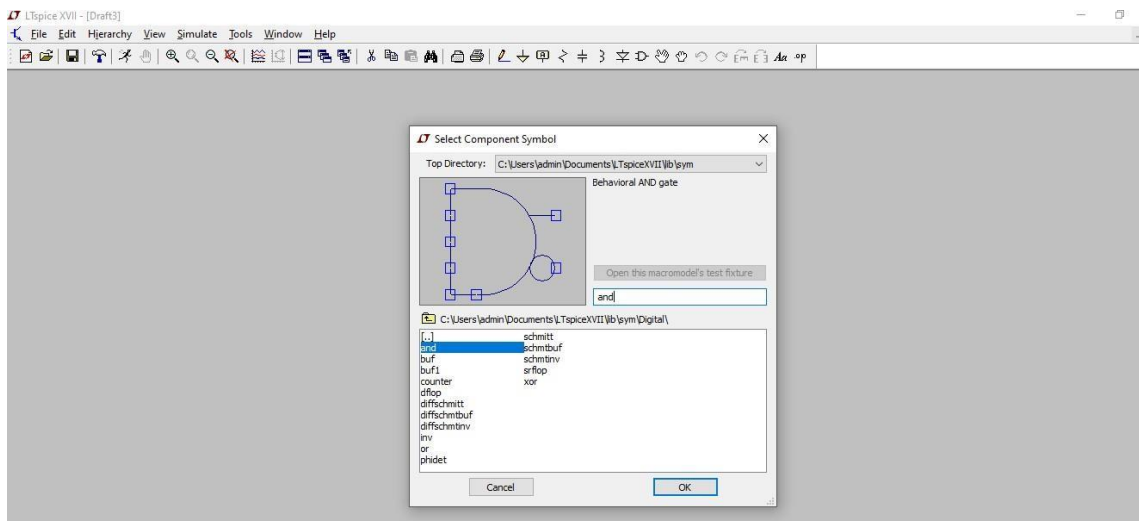 LTspice XVII - [Draft3]
File Edit Hierarchy View Simulate Tools Window Help
Aa .op
Select Component Symbol
Top Directory: C:\Users\admin\Documents\LTspiceXVII\lib\sym
Behavioral AND gate
Open this macromodel's test fixture
and
C:\Users\admin\Documents\LTspiceXVII\lib\sym\Digital\
[..] schmitt
and schmtbuf
buf schmtinv
buf1 srflop
counter xor
dflop
diffschmitt
diffschmtbuf
diffschmtinv
inv
or
phidet
Cancel OK